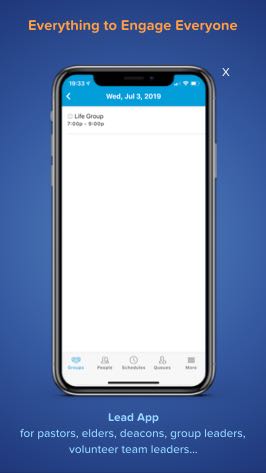 Everything to Engage Everyone
X
19:33
Wed, Jul 3, 2019
Life Group
7:00p - 9:00p
Groups People Schedules Queues More
Lead App
for pastors, elders, deacons, group leaders,
volunteer team leaders...